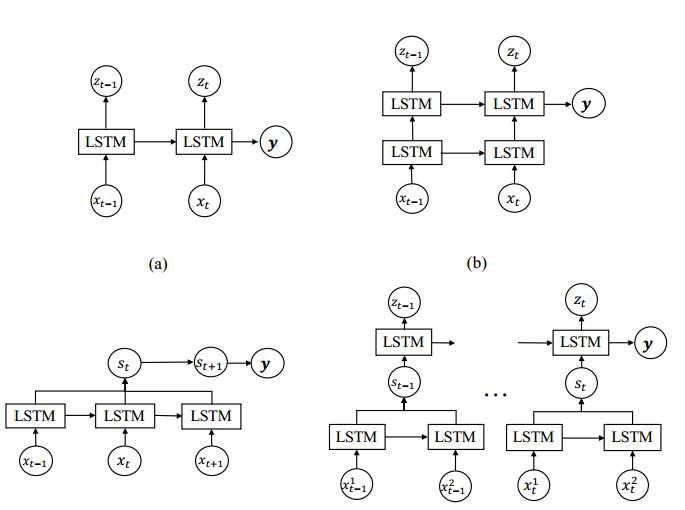 z_{t-1} z_t
LSTM LSTM y
x_{t-1} x_t
(a)
z_{t-1} z_t
LSTM LSTM y
LSTM LSTM
x_{t-1} x_t
(b)
s_t s_{t+1} y
LSTM LSTM LSTM
x_{t-1} x_t x_{t+1}
z_{t-1} z_t
LSTM LSTM y
s_{t-1} ... s_t
LSTM LSTM LSTM LSTM
x^1_{t-1} x^2_{t-1} x^1_t x^2_t